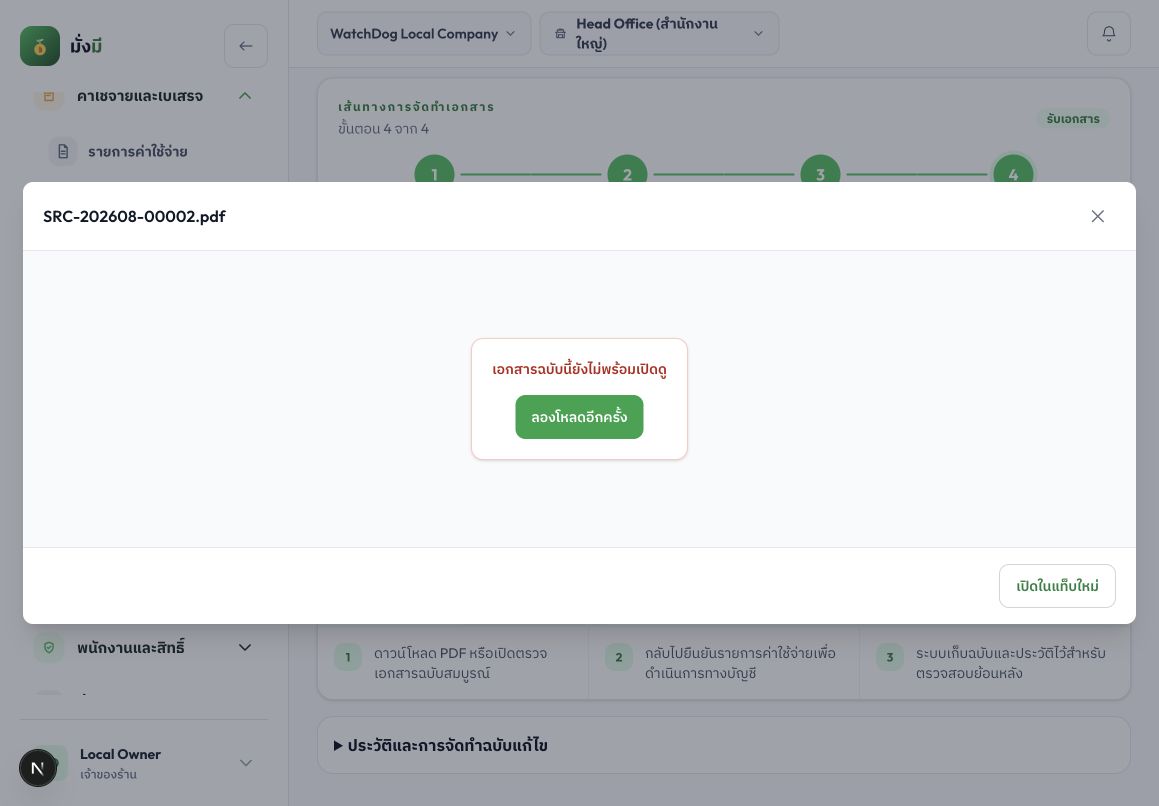 มั่งมี
WatchDog Local Company
Head Office (สำนักงาน
ใหญ่)
ค่าใช้จ่ายและใบเสร็จ
รายการค่าใช้จ่าย
เส้นทางการจัดทำเอกสาร
ขั้นตอน 4 จาก 4
รับเอกสาร
1
2
3
4
SRC-202608-00002.pdf
เอกสารฉบับนี้ยังไม่พร้อมเปิดดู
ลองโหลดอีกครั้ง
เปิดในแท็บใหม่
พนักงานและสิทธิ์
1
ดาวน์โหลด PDF หรือเปิดตรวจ
เอกสารฉบับสมบูรณ์
2
กลับไปยืนยันรายการค่าใช้จ่ายเพื่อ
ดำเนินการทางบัญชี
3
ระบบเก็บฉบับและประวัติไว้สำหรับ
ตรวจสอบย้อนหลัง
ประวัติและการจัดทำฉบับแก้ไข
Local Owner
เจ้าของร้าน
N